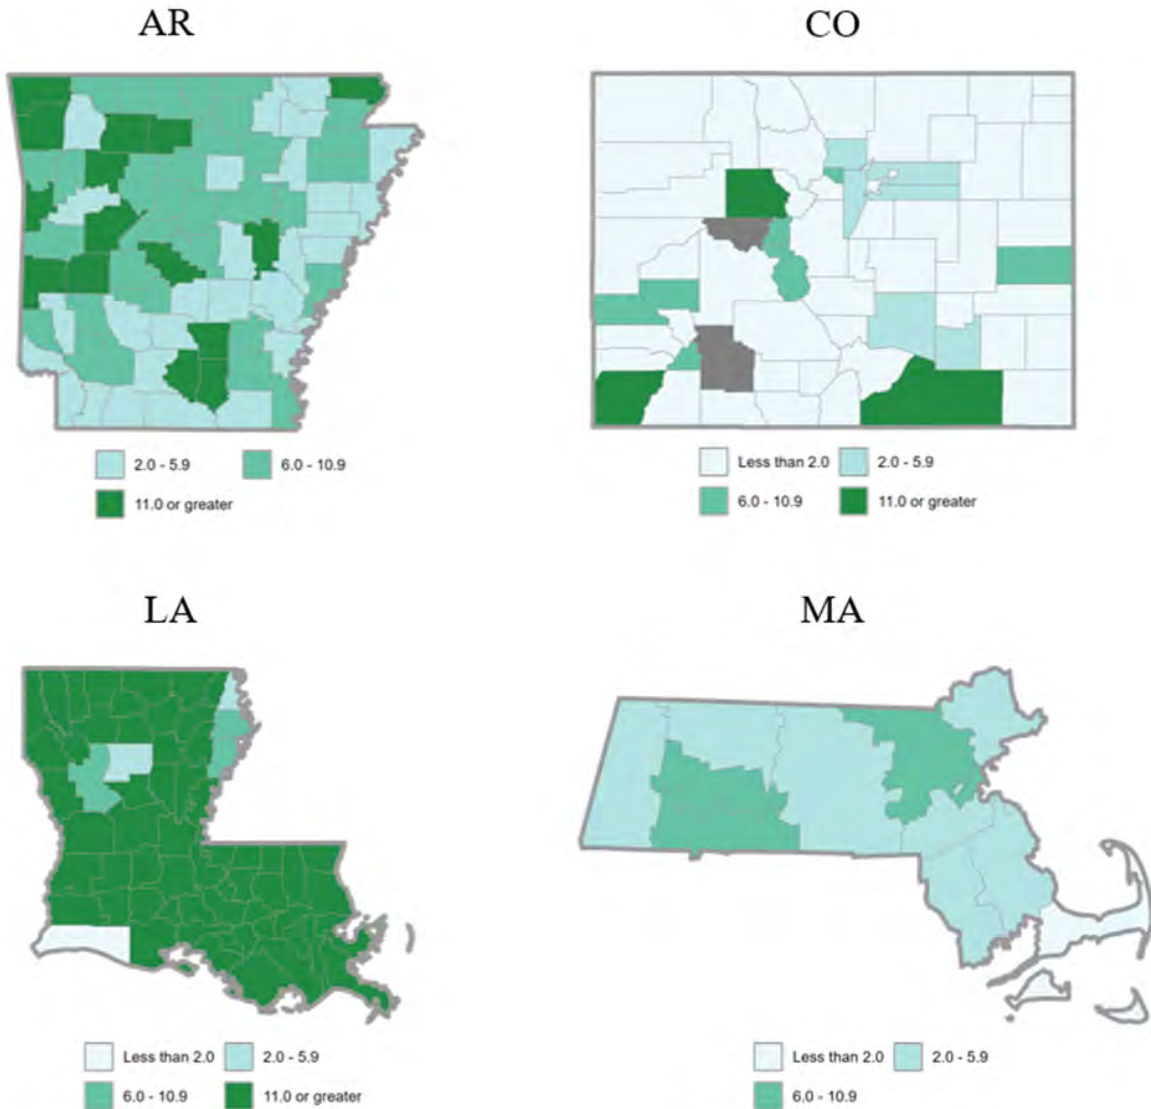 AR
CO
2.0 - 5.9
6.0 - 10.9
11.0 or greater
Less than 2.0
2.0 - 5.9
6.0 - 10.9
11.0 or greater
LA
MA
Less than 2.0
2.0 - 5.9
6.0 - 10.9
11.0 or greater
Less than 2.0
2.0 - 5.9
6.0 - 10.9